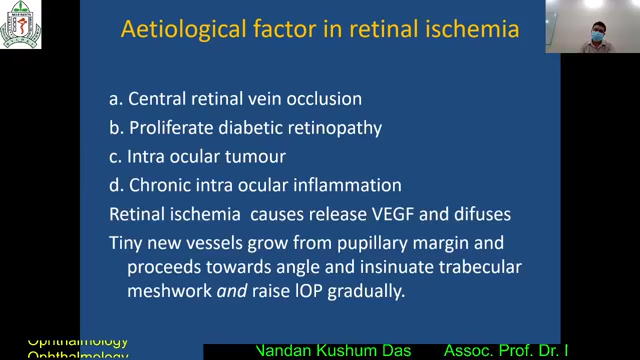 Aetiological factor in retinal ischemia
a. Central retinal vein occlusion
b. Proliferate diabetic retinopathy
c. Intra ocular tumour
d. Chronic intra ocular inflammation
Retinal ischemia causes release VEGF and difuses
Tiny new vessels grow from pupillary margin and
proceeds towards angle and insinuate trabecular
meshwork and raise lOP gradually.
Ophthalmology
Ophthalmology
Nandan Kushum Das Assoc. Prof. Dr. I